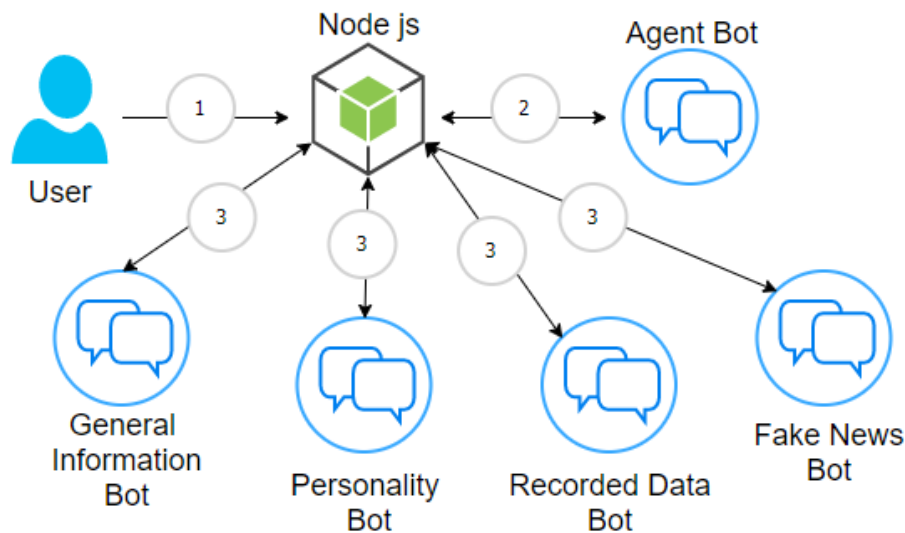 Node js
Agent Bot
1
2
User
3
3
3
3
General
Information
Bot
Personality
Bot
Recorded Data
Bot
Fake News
Bot